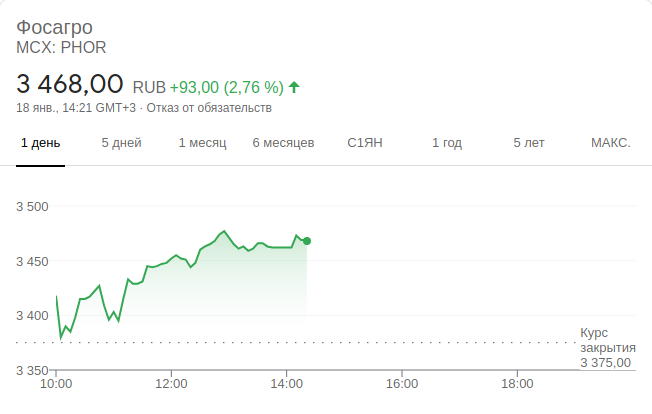 Фосагро
MCX: PHOR
3 468,00 RUB +93,00 (2,76 %)
18 янв., 14:21 GMT+3 · Отказ от обязательств
1 день 5 дней 1 месяц 6 месяцев С1ЯН 1 год 5 лет МАКС.
3 500
3 450
3 400
Курс
закрытия
3 375,00
3 350
10:00 12:00 14:00 16:00 18:00